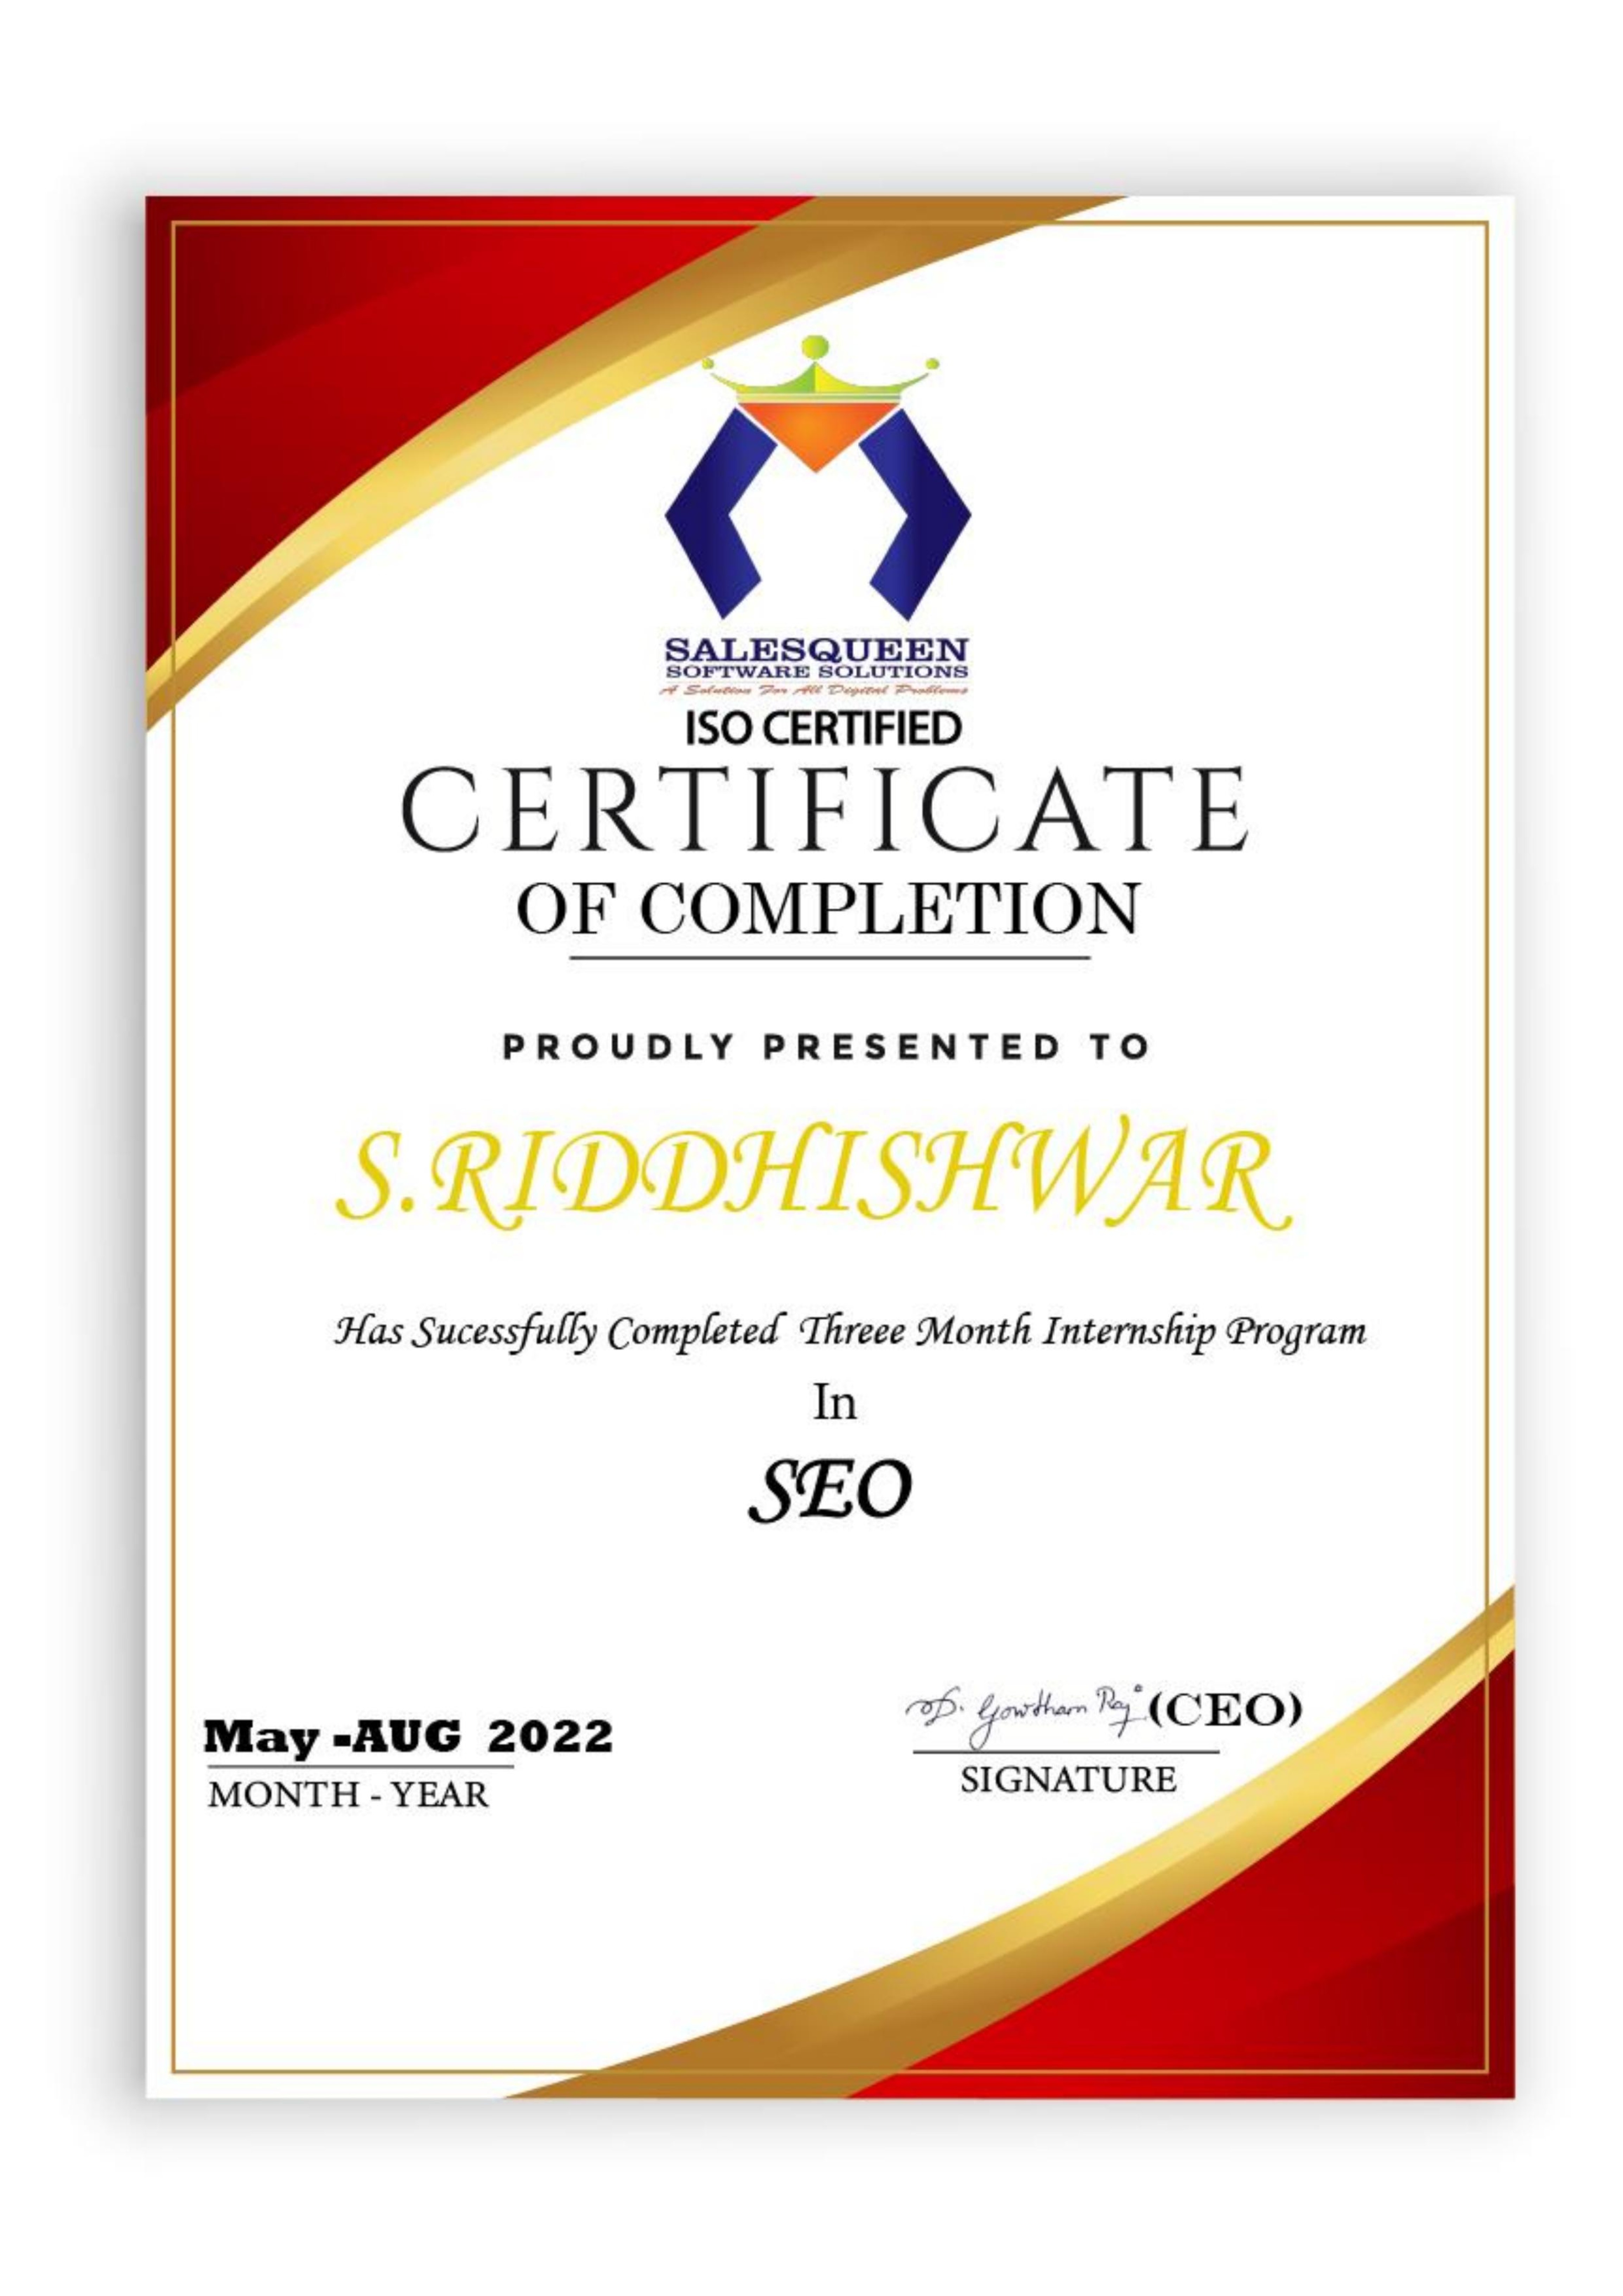 SALESQUEEN
SOFTWARE SOLUTIONS
A Solution For All Digital Problems
ISO CERTIFIED
CERTIFICATE
OF COMPLETION
PROUDLY PRESENTED TO
S.RIDDHISHWAR
Has Sucessfully Completed Threee Month Internship Program
In
SEO
D. Gowtham Raj (CEO)
SIGNATURE
May -AUG 2022
MONTH - YEAR